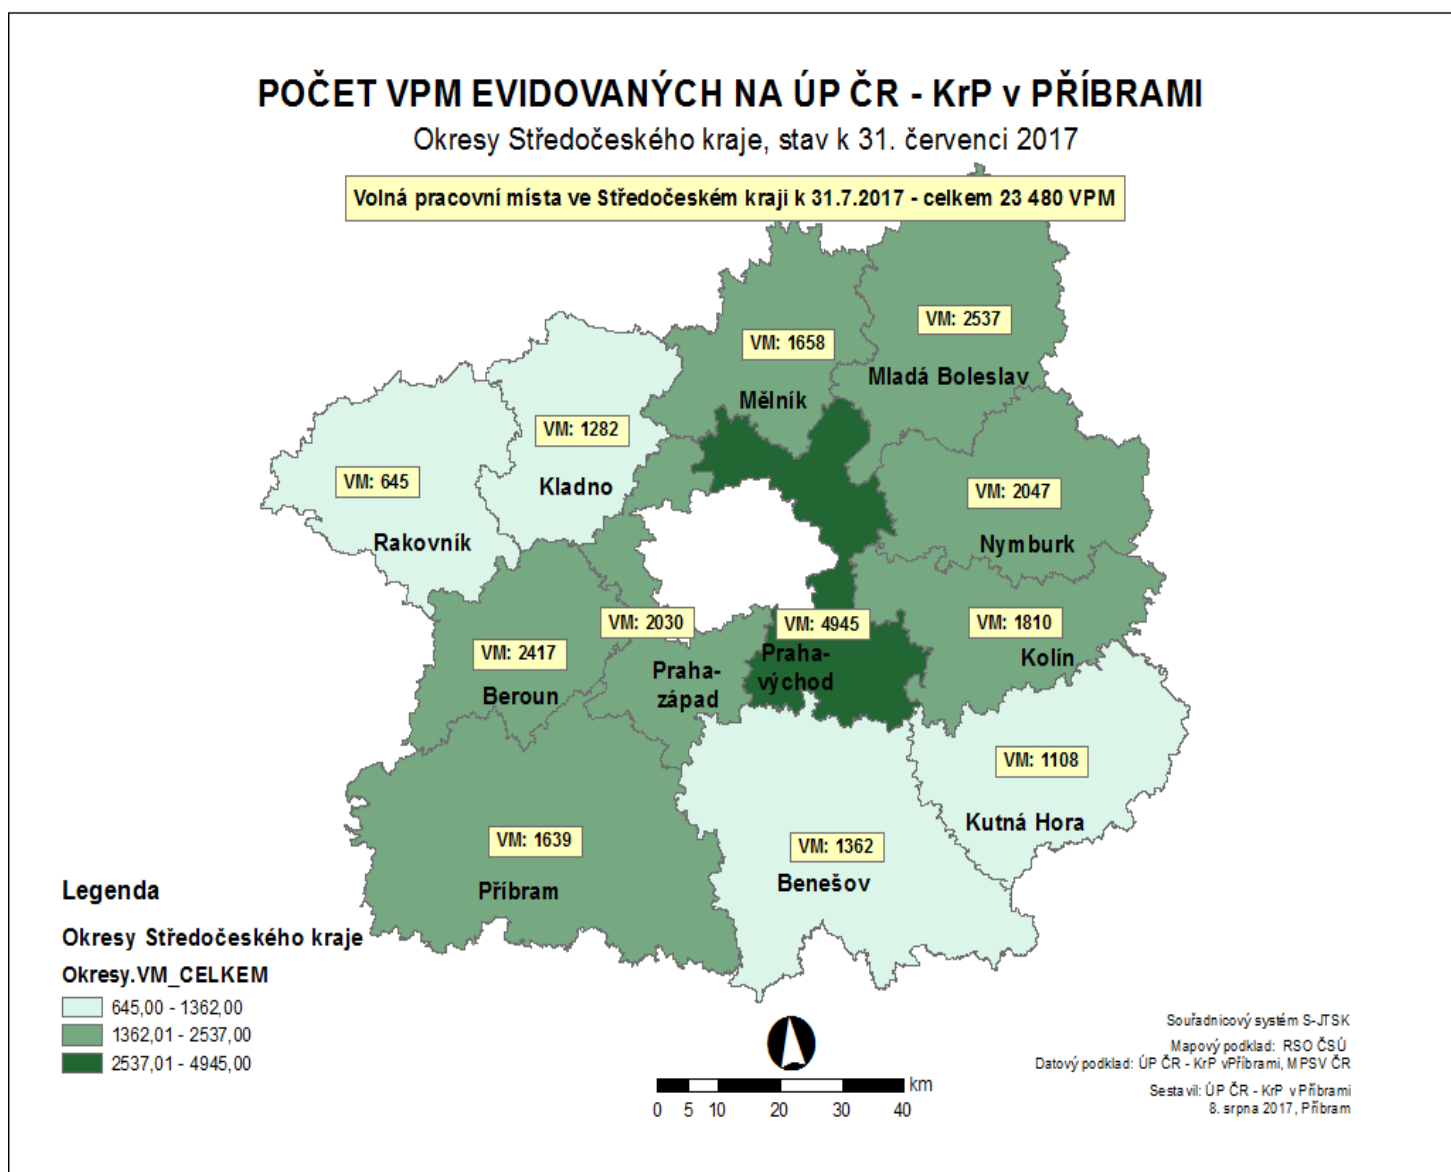 POČET VPM EVIDOVANÝCH NA ÚP ČR - KrP v PŘÍBRAMI
Okresy Středočeského kraje, stav k 31. červenci 2017
Volná pracovní místa ve Středočeském kraji k 31.7.2017 - celkem 23 480 VPM
VM: 2537
Mladá Boleslav
VM: 1658
Mělník
VM: 1282
Kladno
VM: 645
Rakovník
VM: 2047
Nymburk
VM: 2030
Praha-
západ
VM: 4945
Praha-
východ
VM: 1810
Kolín
VM: 2417
Beroun
VM: 1108
Kutná Hora
VM: 1639
Příbram
VM: 1362
Benešov
Legenda
Okresy Středočeského kraje
Okresy.VM_CELKEM
645,00 - 1362,00
1362,01 - 2537,00
2537,01 - 4945,00
km
0 5 10 20 30 40
Souřadnicový systém S-JTSK
Mapový podklad: RSO ČSÚ
Datový podklad: ÚP ČR - KrP vPříbrami, MPSV ČR
Sestavil: ÚP ČR - KrP v Příbrami
8. srpna 2017, Příbram